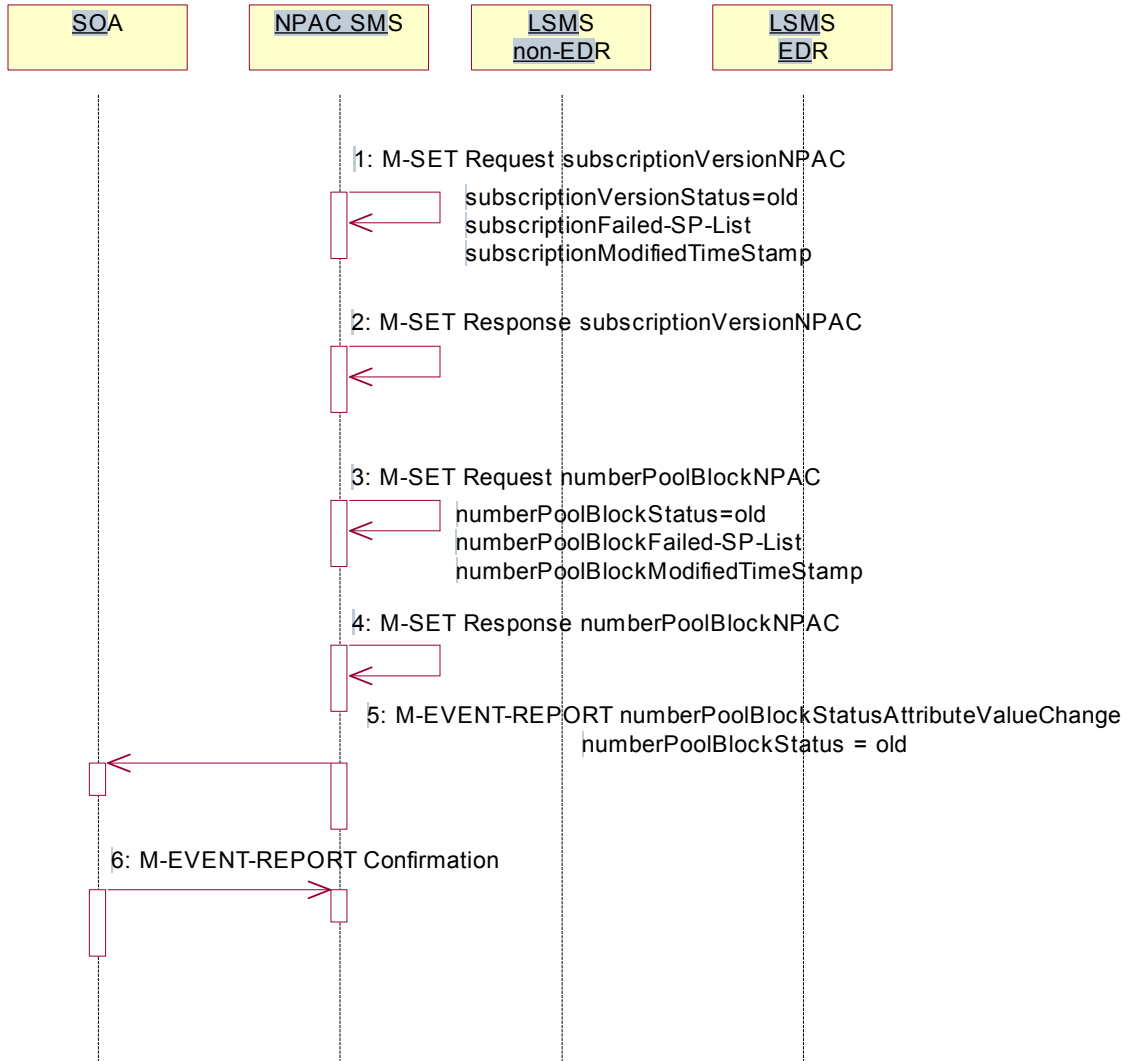 SOA
NPAC SMS
LSMS
non-EDR
LSMS
EDR
1: M-SET Request subscriptionVersionNPAC
subscriptionVersionStatus=old
subscriptionFailed-SP-List
subscriptionModifiedTimeStamp
2: M-SET Response subscriptionVersionNPAC
3: M-SET Request numberPoolBlockNPAC
numberPoolBlockStatus=old
numberPoolBlockFailed-SP-List
numberPoolBlockModifiedTimeStamp
4: M-SET Response numberPoolBlockNPAC
5: M-EVENT-REPORT numberPoolBlockStatusAttributeValueChange
numberPoolBlockStatus = old
6: M-EVENT-REPORT Confirmation